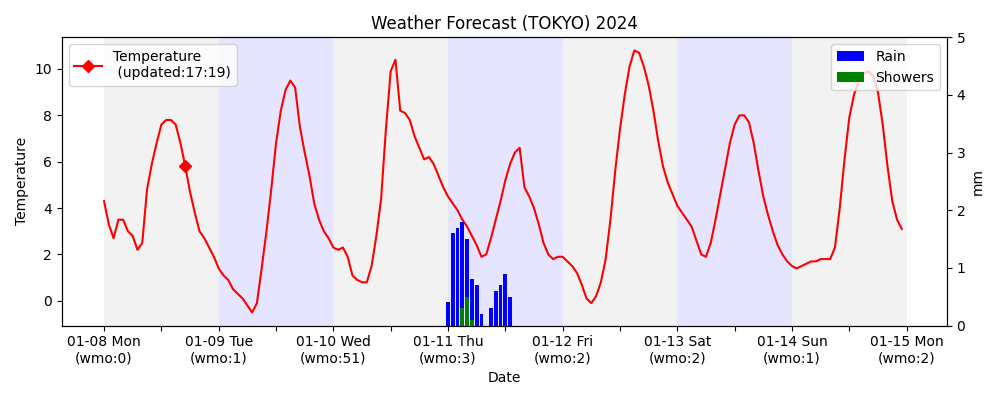 Weather Forecast (TOKYO) 2024
Temperature
(updated:17:19)
Rain
Showers
Temperature
10
8
6
4
2
0
5
4
3
2
1
0
mm
01-08 Mon
(wmo:0)
01-09 Tue
(wmo:1)
01-10 Wed
(wmo:51)
01-11 Thu
(wmo:3)
01-12 Fri
(wmo:2)
01-13 Sat
(wmo:2)
01-14 Sun
(wmo:1)
01-15 Mon
(wmo:2)
Date